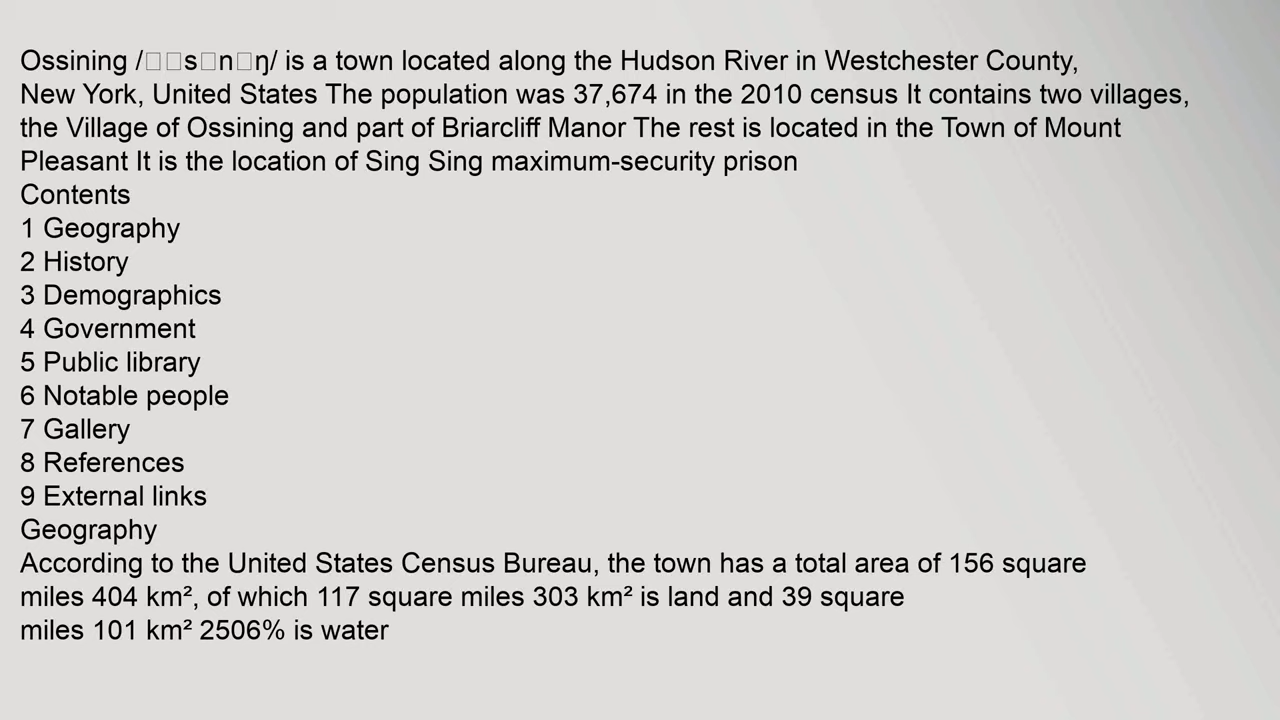 Ossining /□□s□n□ŋ/ is a town located along the Hudson River in Westchester County,
New York, United States The population was 37,674 in the 2010 census It contains two villages,
the Village of Ossining and part of Briarcliff Manor The rest is located in the Town of Mount
Pleasant It is the location of Sing Sing maximum-security prison
Contents
1 Geography
2 History
3 Demographics
4 Government
5 Public library
6 Notable people
7 Gallery
8 References
9 External links
Geography
According to the United States Census Bureau, the town has a total area of 156 square
miles 404 km², of which 117 square miles 303 km² is land and 39 square
miles 101 km² 2506% is water